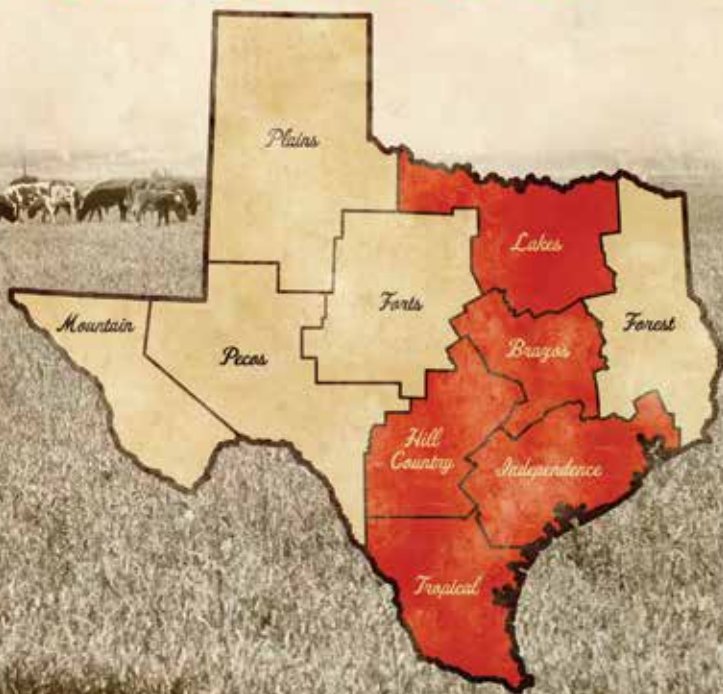 Plains
Lakes
Forts
Mountain
Forest
Pecos
Brazos
Hill
Country
Independence
Tropical